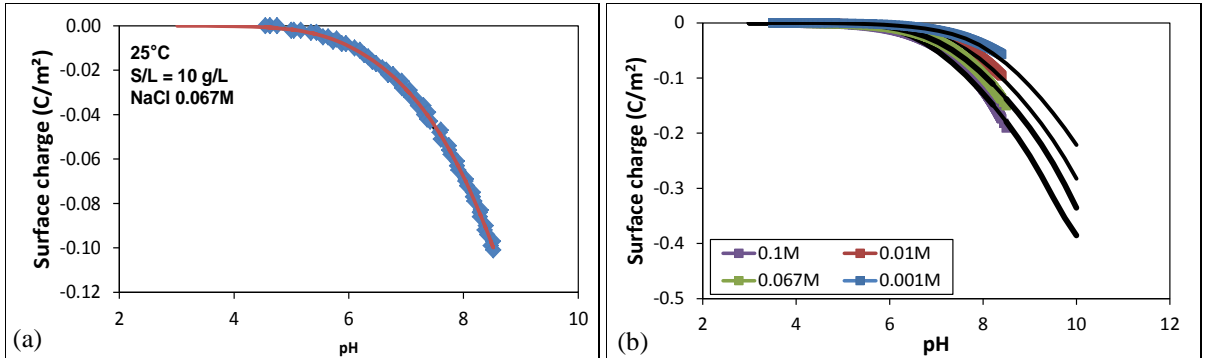 0.00
-0.02
-0.04
-0.06
-0.08
-0.10
-0.12
Surface charge (C/m²)
25°C
S/L = 10 g/L
NaCl 0.067M
2
4
6
8
10
pH
(a)
0
-0.1
-0.2
-0.3
-0.4
-0.5
Surface charge (C/m²)
0.1M
0.01M
0.067M
0.001M
2
4
6
8
10
12
pH
(b)